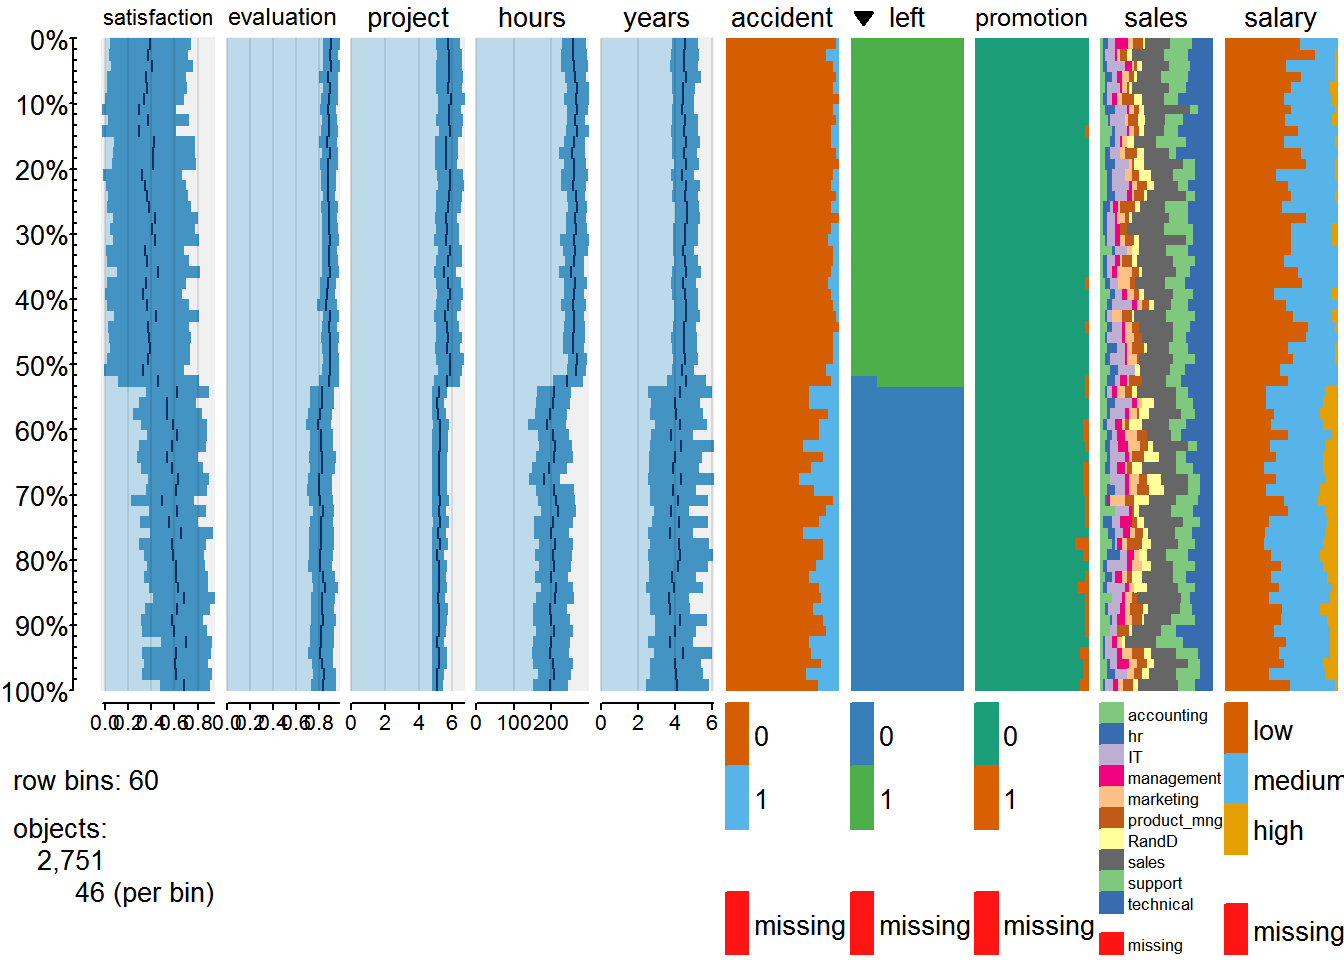 satisfaction evaluation project hours years accident left promotion sales salary
0%
10%
20%
30%
40%
50%
60%
70%
80%
90%
100%
0.0 0.2 0.4 0.6 0.8 0.0 0.2 0.4 0.6 0.8 0 2 4 6 0 100 200 0 2 4 6
0 0 0
1 1 1
missing missing missing
accounting
hr
IT
management
marketing
product_mng
RandD
sales
support
technical
missing
low
medium
high
missing
row bins: 60
objects:
2,751
46 (per bin)